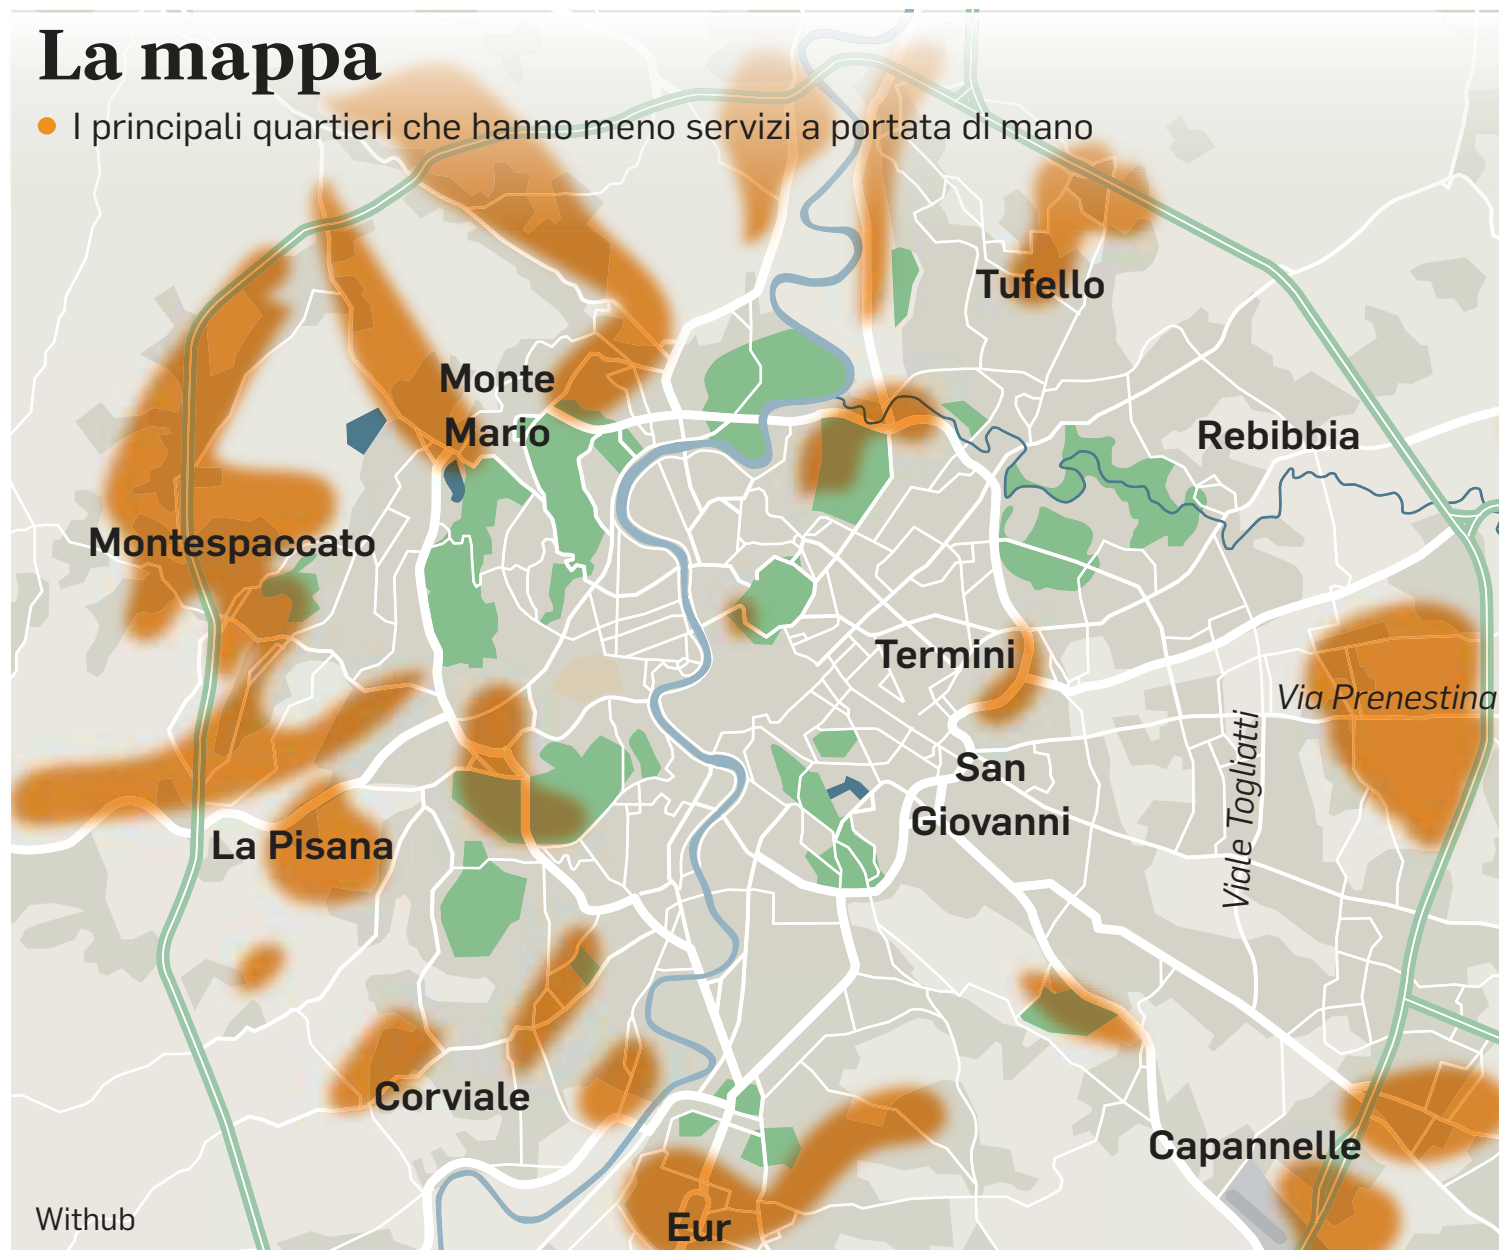 La mappa
I principali quartieri che hanno meno servizi a portata di mano
Tufello
Monte
Mario
Rebibbia
Montespaccato
Termini
Via Prenestina
Viale Togliatti
San
Giovanni
La Pisana
Corviale
Capannelle
Withub
Eur